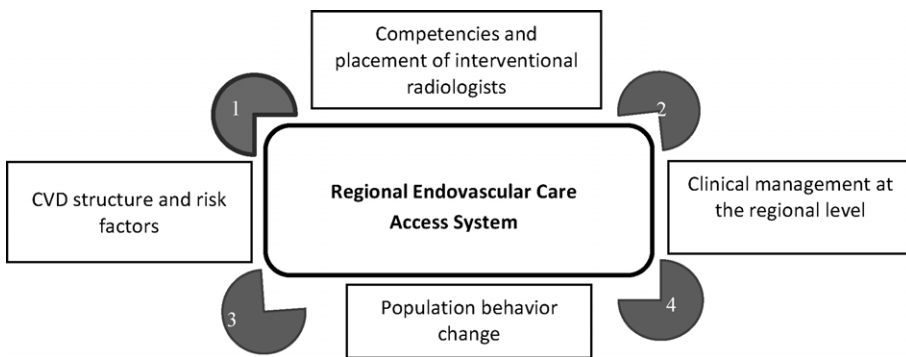 Competencies and
placement of interventional
radiologists
1
2
CVD structure and risk
factors
Regional Endovascular Care
Access System
Clinical management at
the regional level
3
Population behavior
change
4